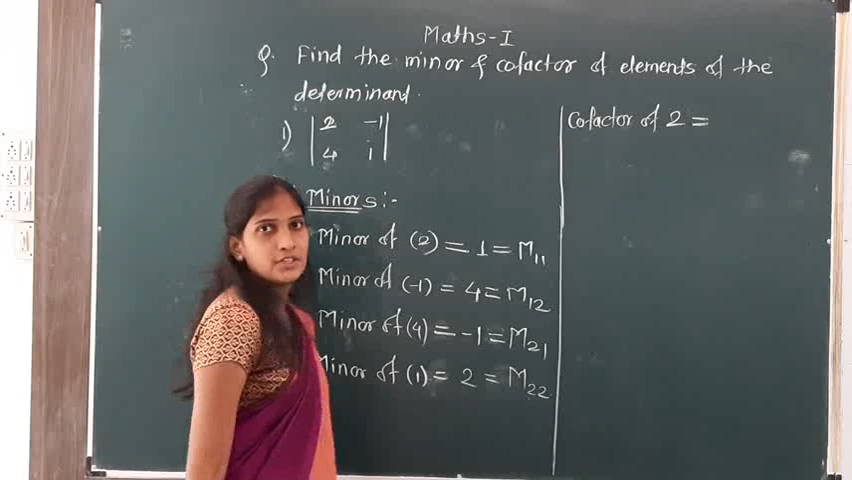 Maths-I
Q. Find the minor & cofactor of elements of the
determinant.
i) | 2 -1 |
| 4 1 |
Minors:-
Minor of (2) = 1 = M11
Minor of (-1) = 4 = M12
Minor of (4) = -1 = M21
Minor of (1) = 2 = M22
Cofactor of 2 =